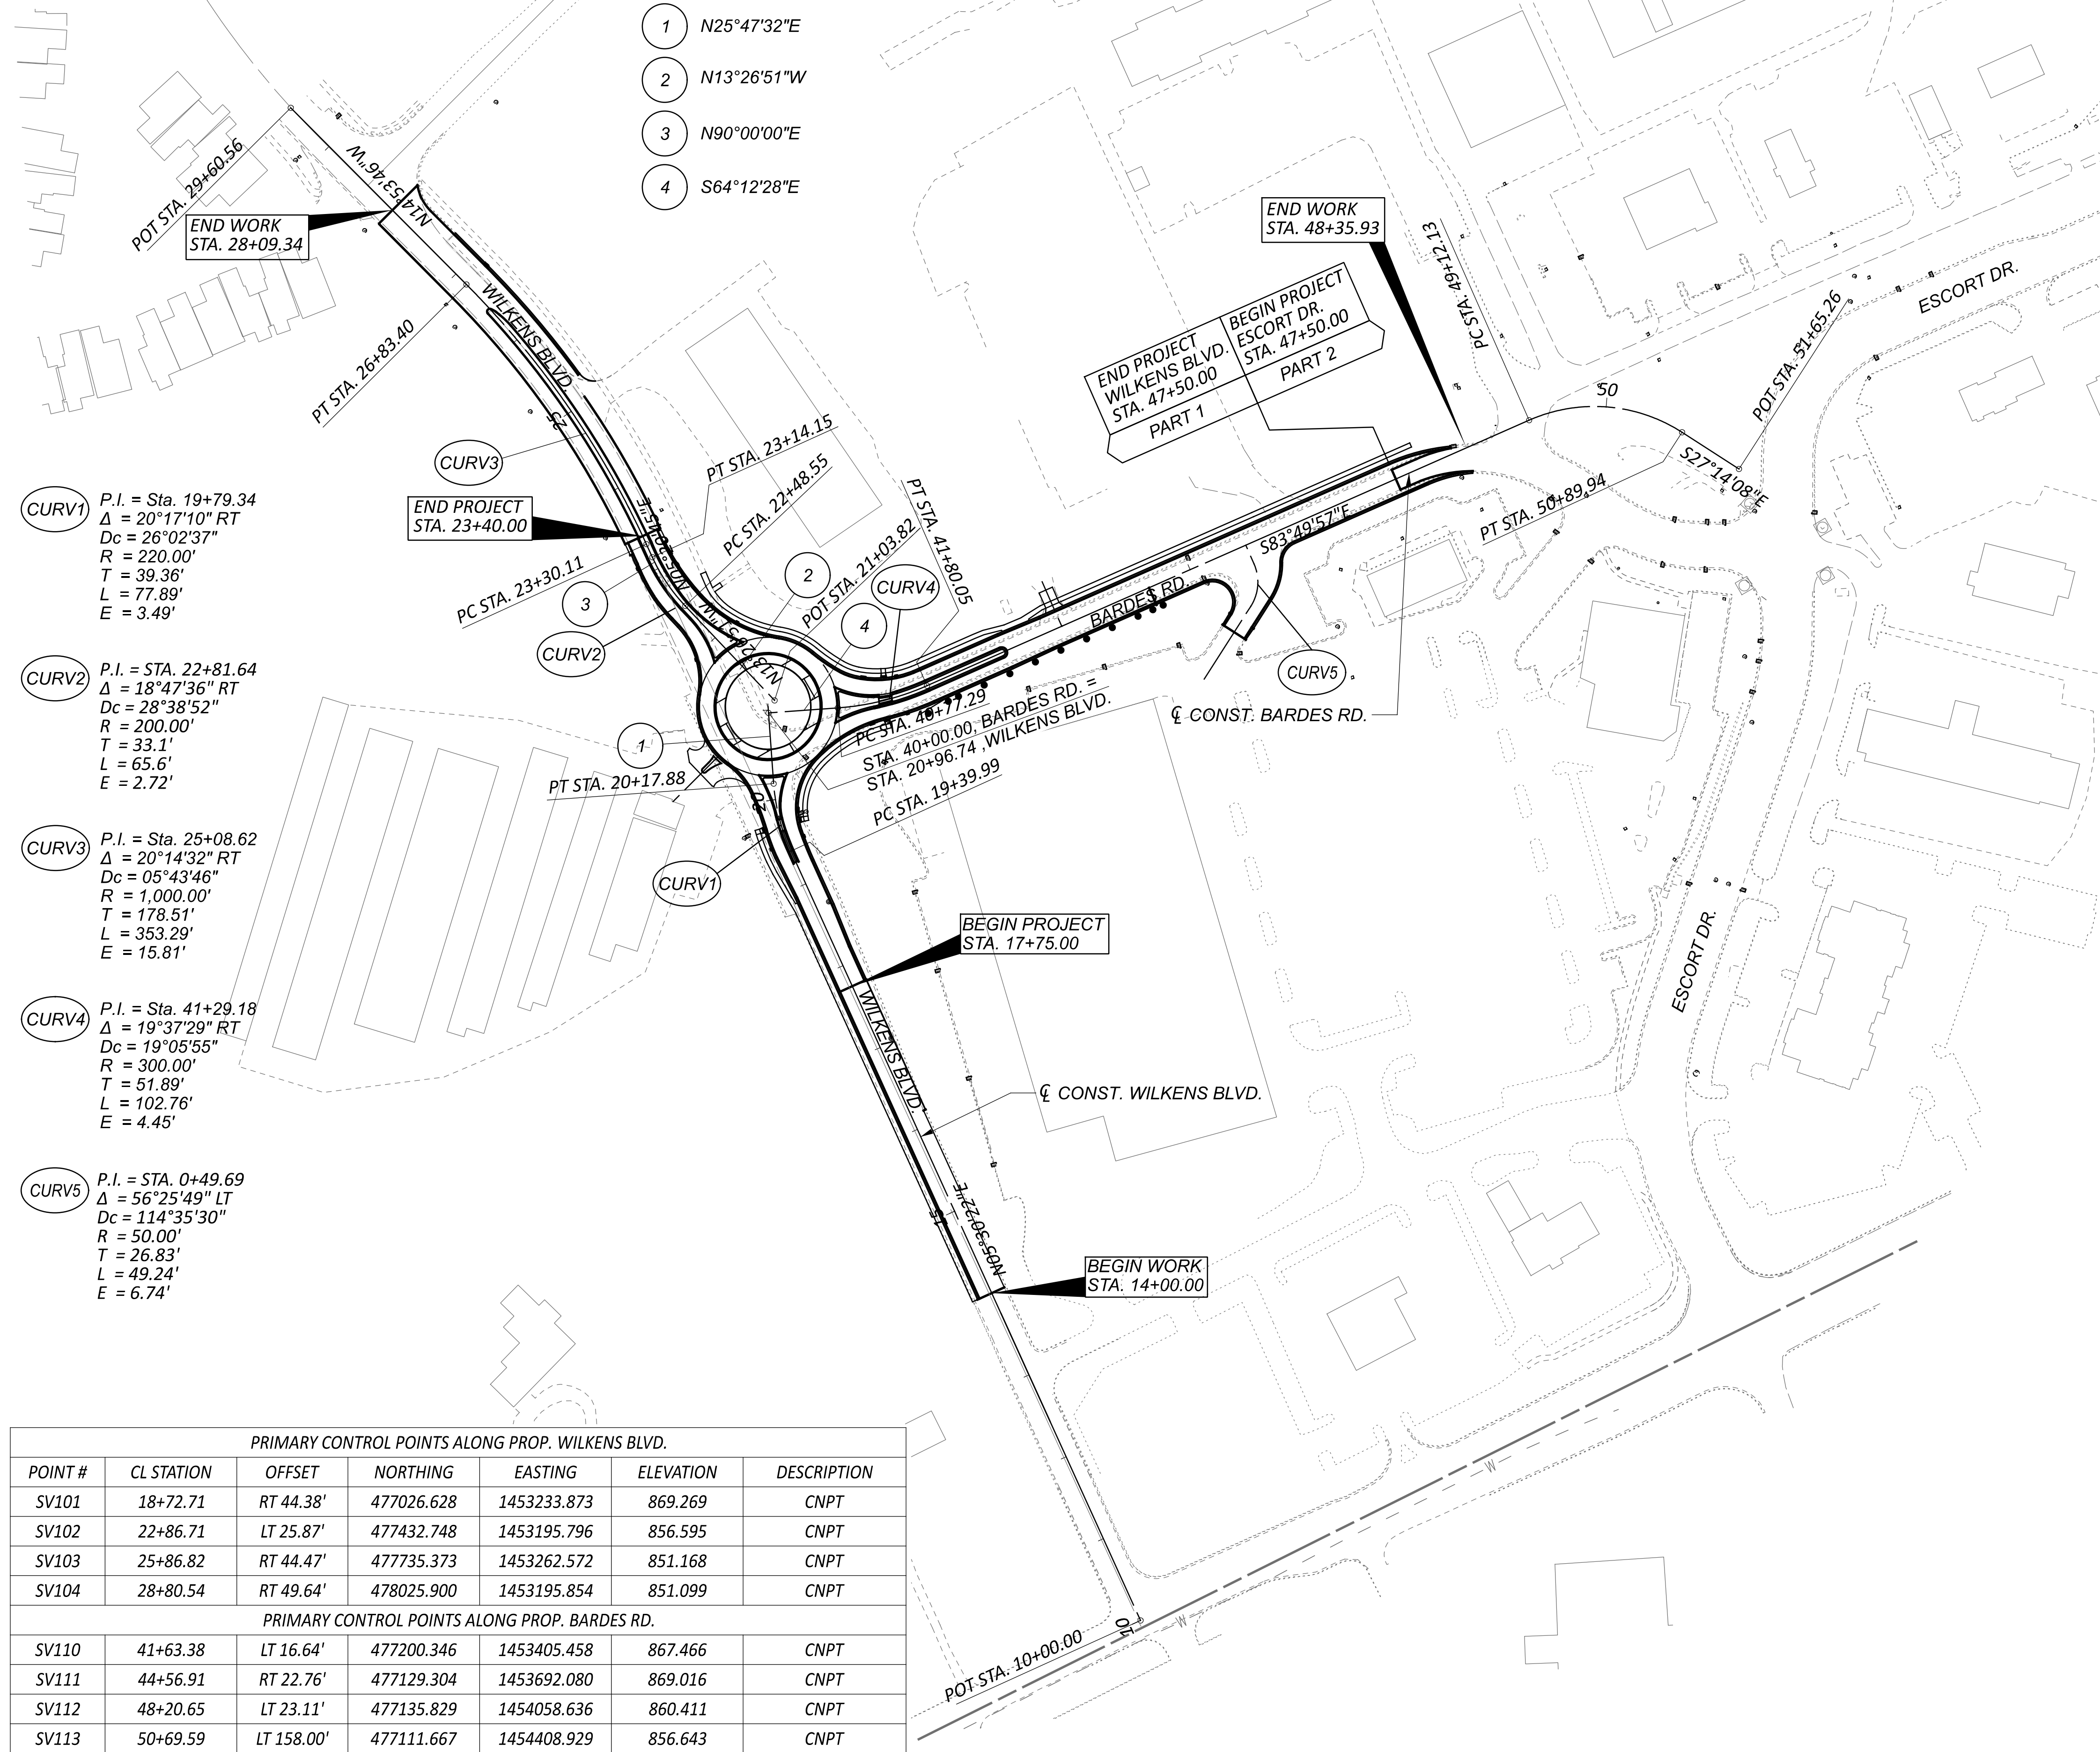 1 N25°47'32"E
2 N13°26'51"W
3 N90°00'00"E
4 S64°12'28"E
POT STA. 29+60.56
N14°53'46"W
END WORK
STA. 28+09.34
WILKENS BLVD.
PT STA. 26+83.40
25
CURV3
END PROJECT
STA. 23+40.00
PT STA. 23+14.15
PC STA. 22+48.55
PC STA. 23+30.11
3
N05°20'45"E
CURV2
2
POT STA. 21+03.82
PT STA. 41+80.05
CURV4
4
1
PT STA. 20+17.88
20
CURV1
PC STA. 40+77.29
STA. 40+00.00, BARDES RD. =
STA. 20+96.74 ,WILKENS BLVD.
PC STA. 19+39.99
END WORK
STA. 48+35.93
END PROJECT
WILKENS BLVD.
STA. 47+50.00
PART 1
BEGIN PROJECT
ESCORT DR.
STA. 47+50.00
PART 2
PC STA. 49+12.13
50
POT STA. 51+65.26
ESCORT DR.
S27°14'08"E
PT STA. 50+89.94
S83°49'57"E
BARDES RD.
CURV5
℄ CONST. BARDES RD.
BEGIN PROJECT
STA. 17+75.00
WILKENS BLVD.
℄ CONST. WILKENS BLVD.
ESCORT DR.
15
N05°30'22"E
BEGIN WORK
STA. 14+00.00
10
POT STA. 10+00.00
W
W
CURV1
P.I. = Sta. 19+79.34
Δ = 20°17'10" RT
Dc = 26°02'37"
R = 220.00'
T = 39.36'
L = 77.89'
E = 3.49'
CURV2
P.I. = STA. 22+81.64
Δ = 18°47'36" RT
Dc = 28°38'52"
R = 200.00'
T = 33.1'
L = 65.6'
E = 2.72'
CURV3
P.I. = Sta. 25+08.62
Δ = 20°14'32" RT
Dc = 05°43'46"
R = 1,000.00'
T = 178.51'
L = 353.29'
E = 15.81'
CURV4
P.I. = Sta. 41+29.18
Δ = 19°37'29" RT
Dc = 19°05'55"
R = 300.00'
T = 51.89'
L = 102.76'
E = 4.45'
CURV5
P.I. = STA. 0+49.69
Δ = 56°25'49" LT
Dc = 114°35'30"
R = 50.00'
T = 26.83'
L = 49.24'
E = 6.74'
PRIMARY CONTROL POINTS ALONG PROP. WILKENS BLVD.
POINT # CL STATION OFFSET NORTHING EASTING ELEVATION DESCRIPTION
SV101 18+72.71 RT 44.38' 477026.628 1453233.873 869.269 CNPT
SV102 22+86.71 LT 25.87' 477432.748 1453195.796 856.595 CNPT
SV103 25+86.82 RT 44.47' 477735.373 1453262.572 851.168 CNPT
SV104 28+80.54 RT 49.64' 478025.900 1453195.854 851.099 CNPT
PRIMARY CONTROL POINTS ALONG PROP. BARDES RD.
SV110 41+63.38 LT 16.64' 477200.346 1453405.458 867.466 CNPT
SV111 44+56.91 RT 22.76' 477129.304 1453692.080 869.016 CNPT
SV112 48+20.65 LT 23.11' 477135.829 1454058.636 860.411 CNPT
SV113 50+69.59 LT 158.00' 477111.667 1454408.929 856.643 CNPT